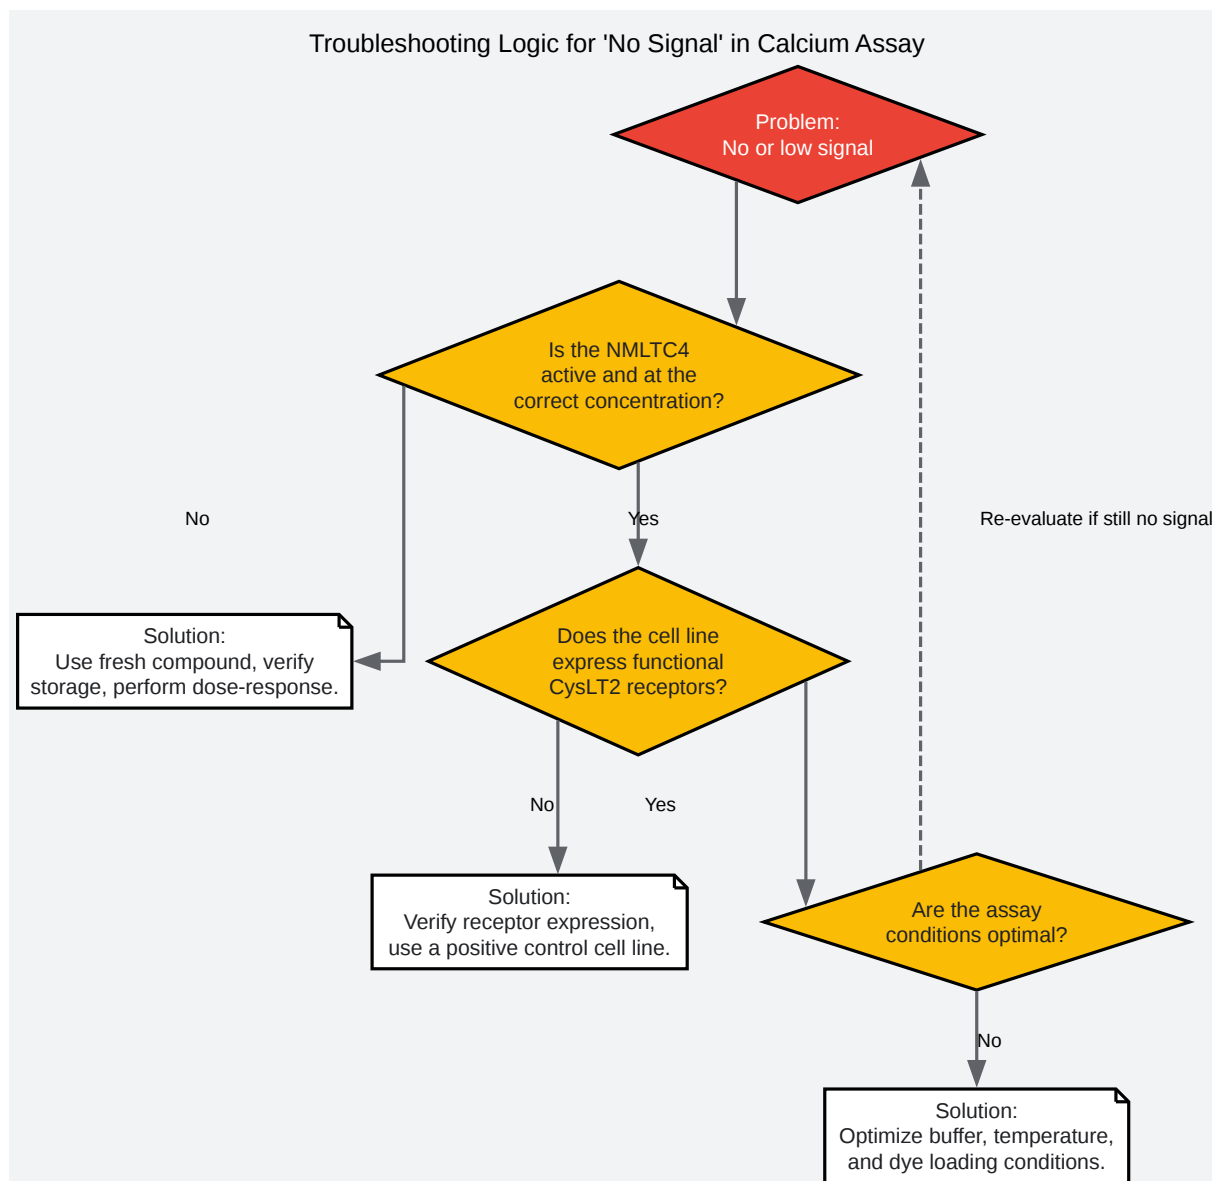 Troubleshooting Logic for 'No Signal' in Calcium Assay
Problem:
No or low signal
Is the NMLTC4
active and at the
correct concentration?
No
Yes
Re-evaluate if still no signal
Solution:
Use fresh compound, verify
storage, perform dose-response.
Does the cell line
express functional
CysLT2 receptors?
No
Yes
Solution:
Verify receptor expression,
use a positive control cell line.
Are the assay
conditions optimal?
No
Solution:
Optimize buffer, temperature,
and dye loading conditions.